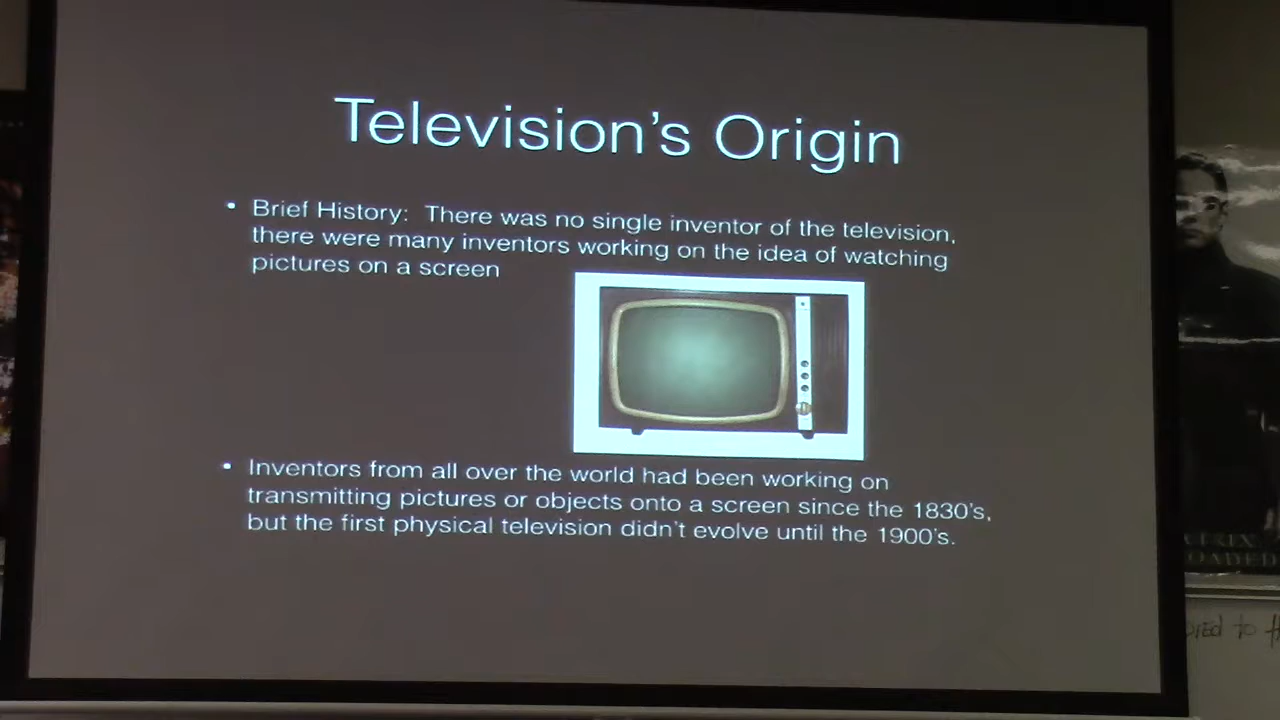 Television's Origin
• Brief History: There was no single inventor of the television,
there were many inventors working on the idea of watching
pictures on a screen
• Inventors from all over the world had been working on
transmitting pictures or objects onto a screen since the 1830's,
but the first physical television didn't evolve until the 1900's.
to